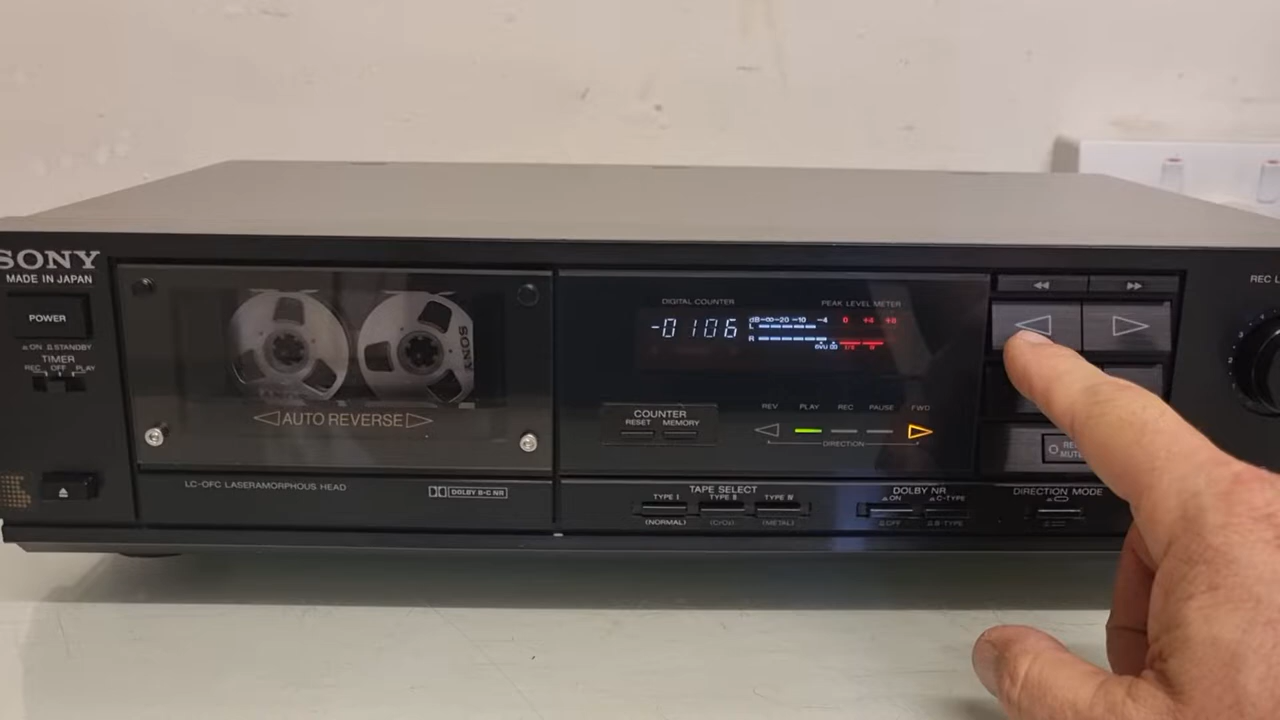 SONY
MADE IN JAPAN
POWER
ON STANDBY
TIMER
REC OFF PLAY
SONY
AUTO REVERSE
LC-OFC LASERAMORPHOUS HEAD
DOLBY B-C NR
DIGITAL COUNTER
PEAK LEVEL METER
-0106
dB -∞ -20 -10 -4 0 +4 +8
L
R
COUNTER
RESET MEMORY
REV PLAY REC PAUSE FWD
DIRECTION
TAPE SELECT
TYPE I TYPE II TYPE IV
(NORMAL) (CrO2) (METAL)
DOLBY NR
ON C-TYPE
OFF B-TYPE
DIRECTION MODE
MUTE
REC L